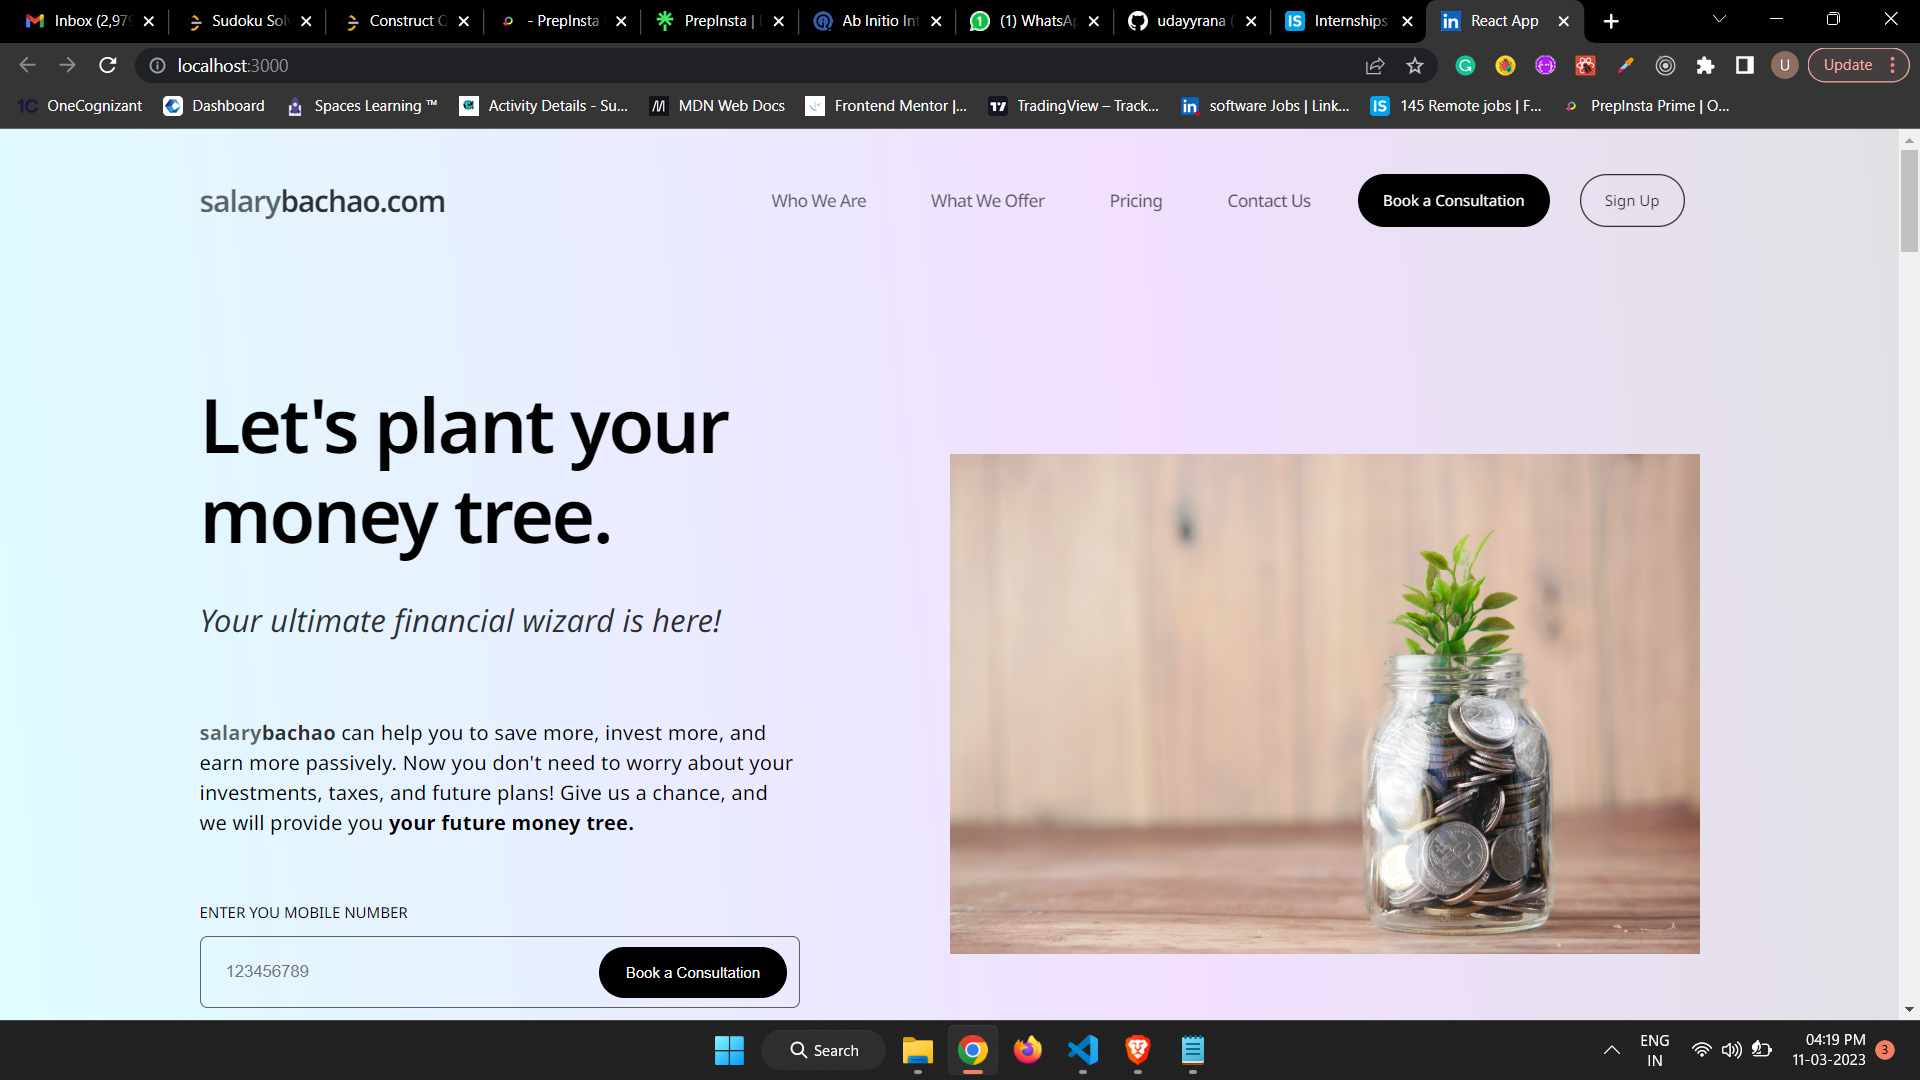 Inbox (2,97
Sudoku Sol
Construct
- PrepInsta
PrepInsta |
Ab Initio Int
(1) WhatsAp
udayyrana
Internships
React App
localhost:3000
U
Update
OneCognizant
Dashboard
Spaces Learning ™
Activity Details - Su...
MDN Web Docs
Frontend Mentor |...
TradingView – Track...
software Jobs | Link...
145 Remote jobs | F...
PrepInsta Prime | O...
salarybachao.com
Who We Are
What We Offer
Pricing
Contact Us
Book a Consultation
Sign Up
Let's plant your
money tree.
Your ultimate financial wizard is here!
salarybachao can help you to save more, invest more, and
earn more passively. Now you don't need to worry about your
investments, taxes, and future plans! Give us a chance, and
we will provide you your future money tree.
ENTER YOU MOBILE NUMBER
123456789
Book a Consultation
Search
ENG
IN
04:19 PM
11-03-2023
3